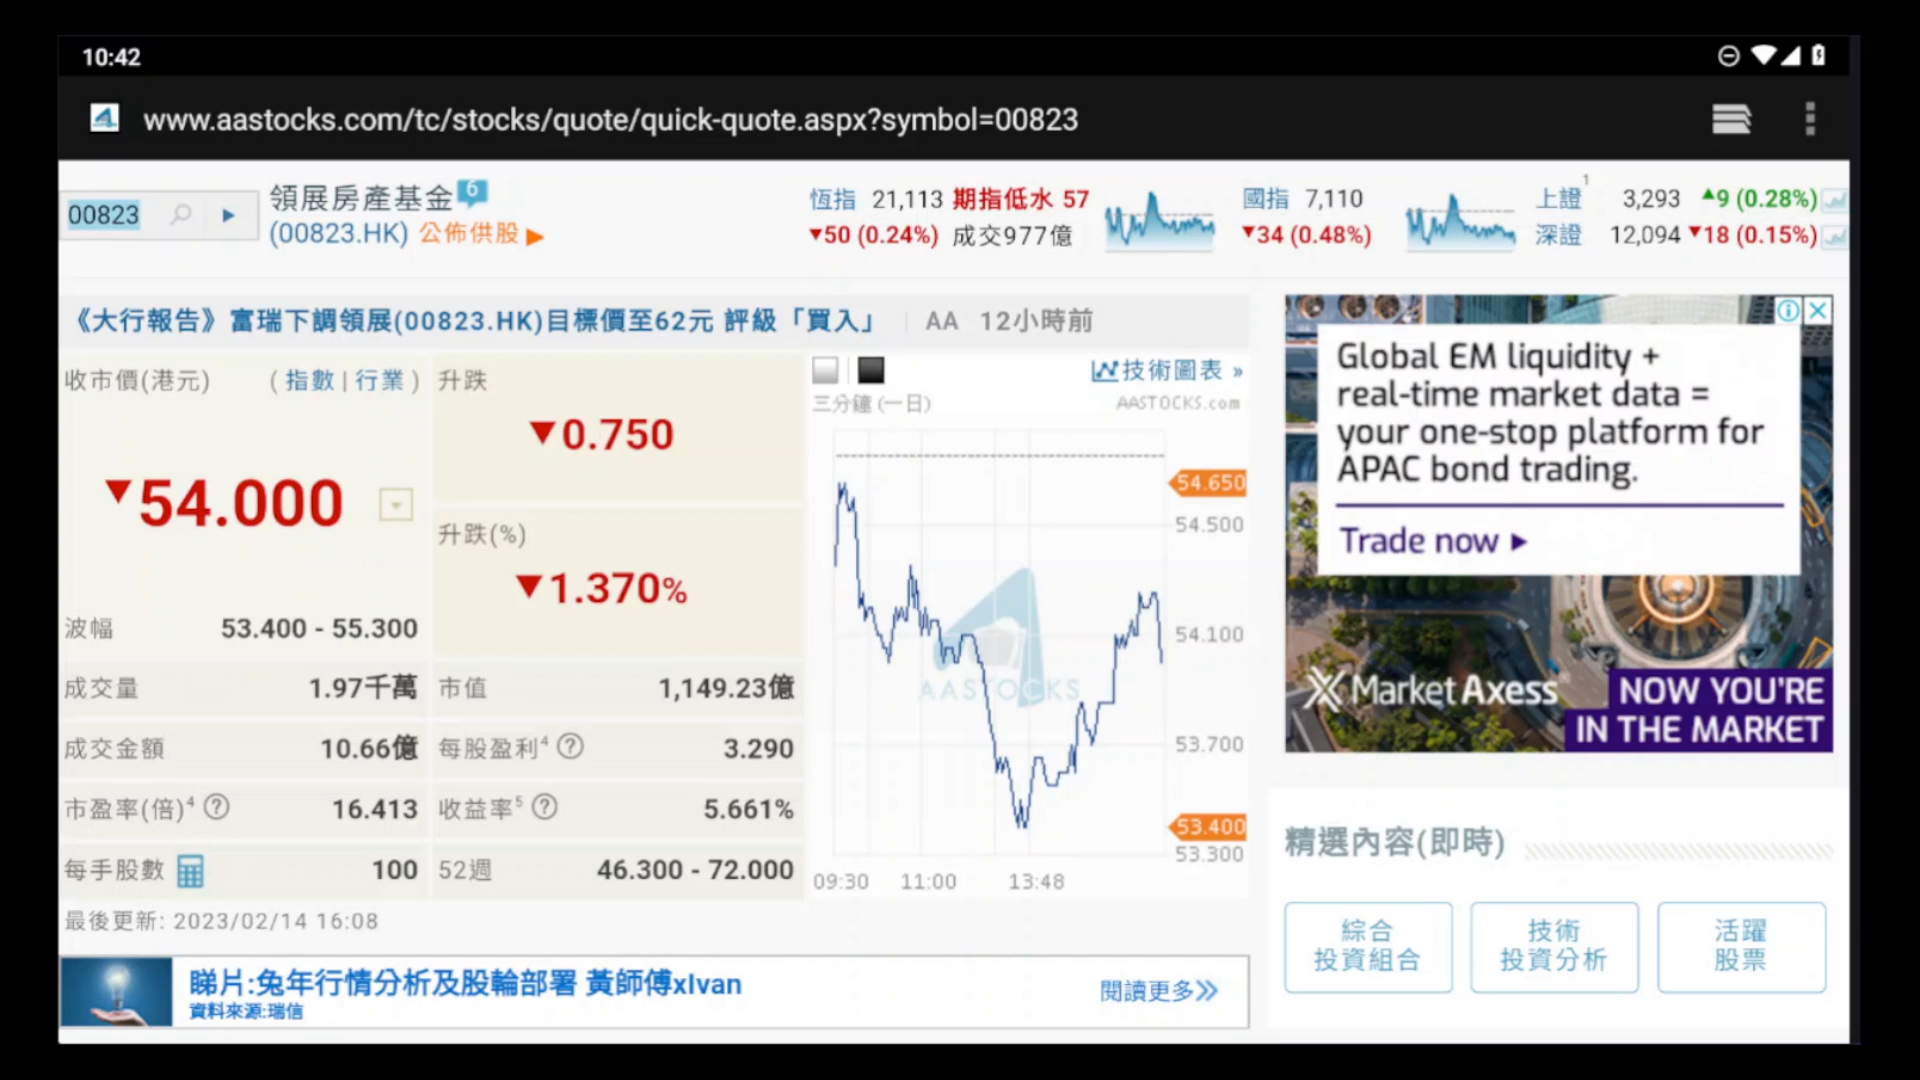 10:42
www.aastocks.com/tc/stocks/quote/quick-quote.aspx?symbol=00823
00823
領展房產基金 6
(00823.HK) 公佈供股
恆指 21,113 期指低水 57
▼50 (0.24%) 成交977億
國指 7,110
▼34 (0.48%)
上證 1 3,293 ▲9 (0.28%)
深證 12,094 ▼18 (0.15%)
《大行報告》富瑞下調領展(00823.HK)目標價至62元 評級「買入」 | AA 12小時前
收市價(港元) ( 指數 | 行業 )
▼54.000
波幅 53.400 - 55.300
升跌
▼0.750
升跌(%)
▼1.370%
成交量 1.97千萬 市值 1,149.23億
成交金額 10.66億 每股盈利4 ? 3.290
市盈率(倍)4 ? 16.413 收益率5 ? 5.661%
每手股數 100 52週 46.300 - 72.000
最後更新: 2023/02/14 16:08
技術圖表 »
三分鐘 (一日) AASTOCKS.com
54.650
54.500
54.100
53.700
53.400
53.300
09:30 11:00 13:48
AASTOCKS
睇片:兔年行情分析及股輪部署 黃師傅xIvan
資料來源:瑞信
閱讀更多
Global EM liquidity +
real-time market data =
your one-stop platform for
APAC bond trading.
Trade now ▶
MarketAxess
NOW YOU'RE
IN THE MARKET
精選內容(即時)
綜合
投資組合
技術
投資分析
活躍
股票